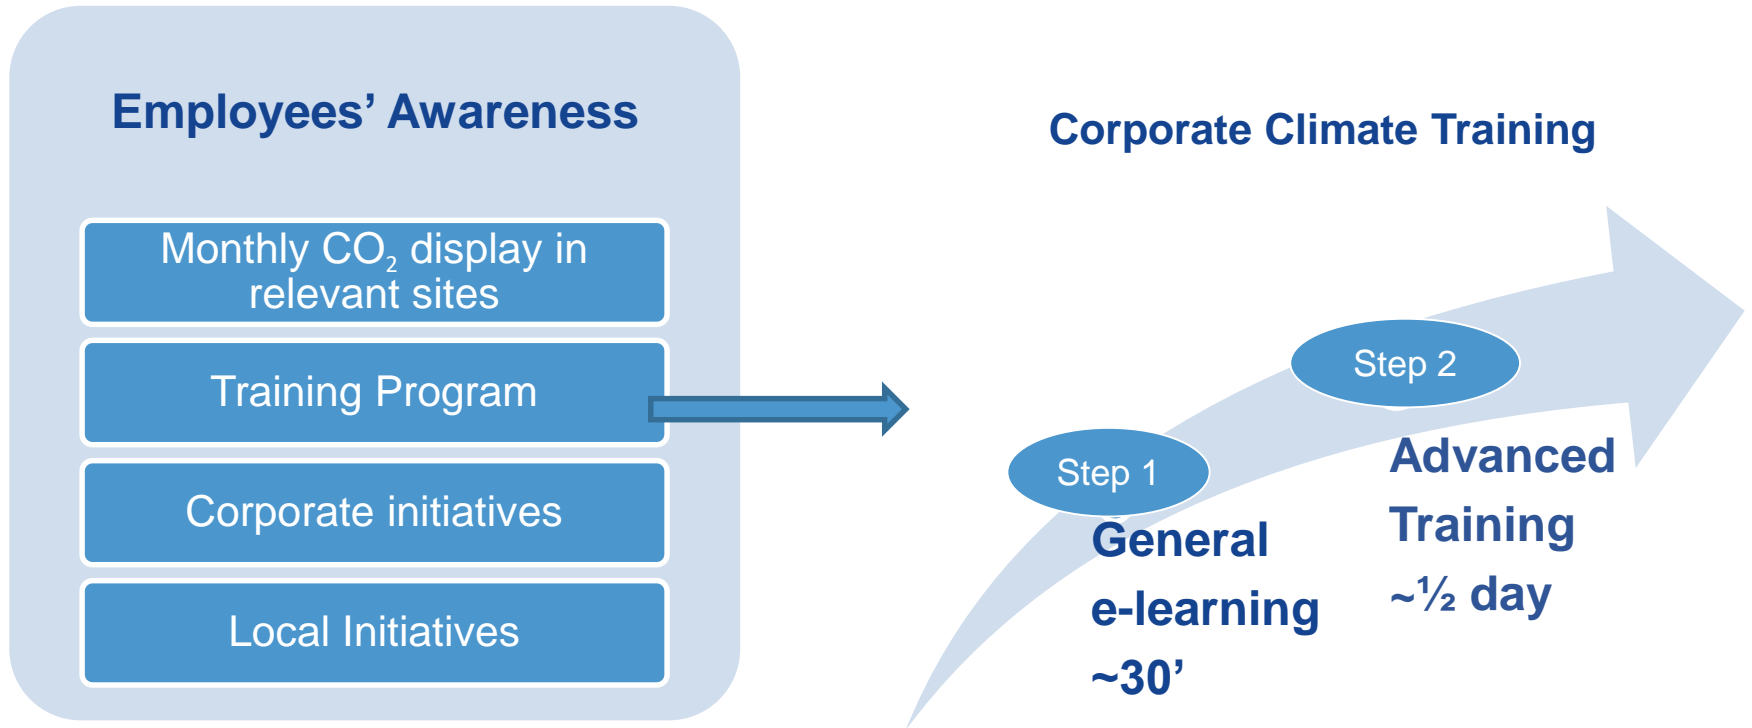 Employees’ Awareness
Monthly CO₂ display in
relevant sites
Training Program
Corporate initiatives
Local Initiatives
Corporate Climate Training
Step 1
General
e-learning
~30’
Step 2
Advanced
Training
~½ day